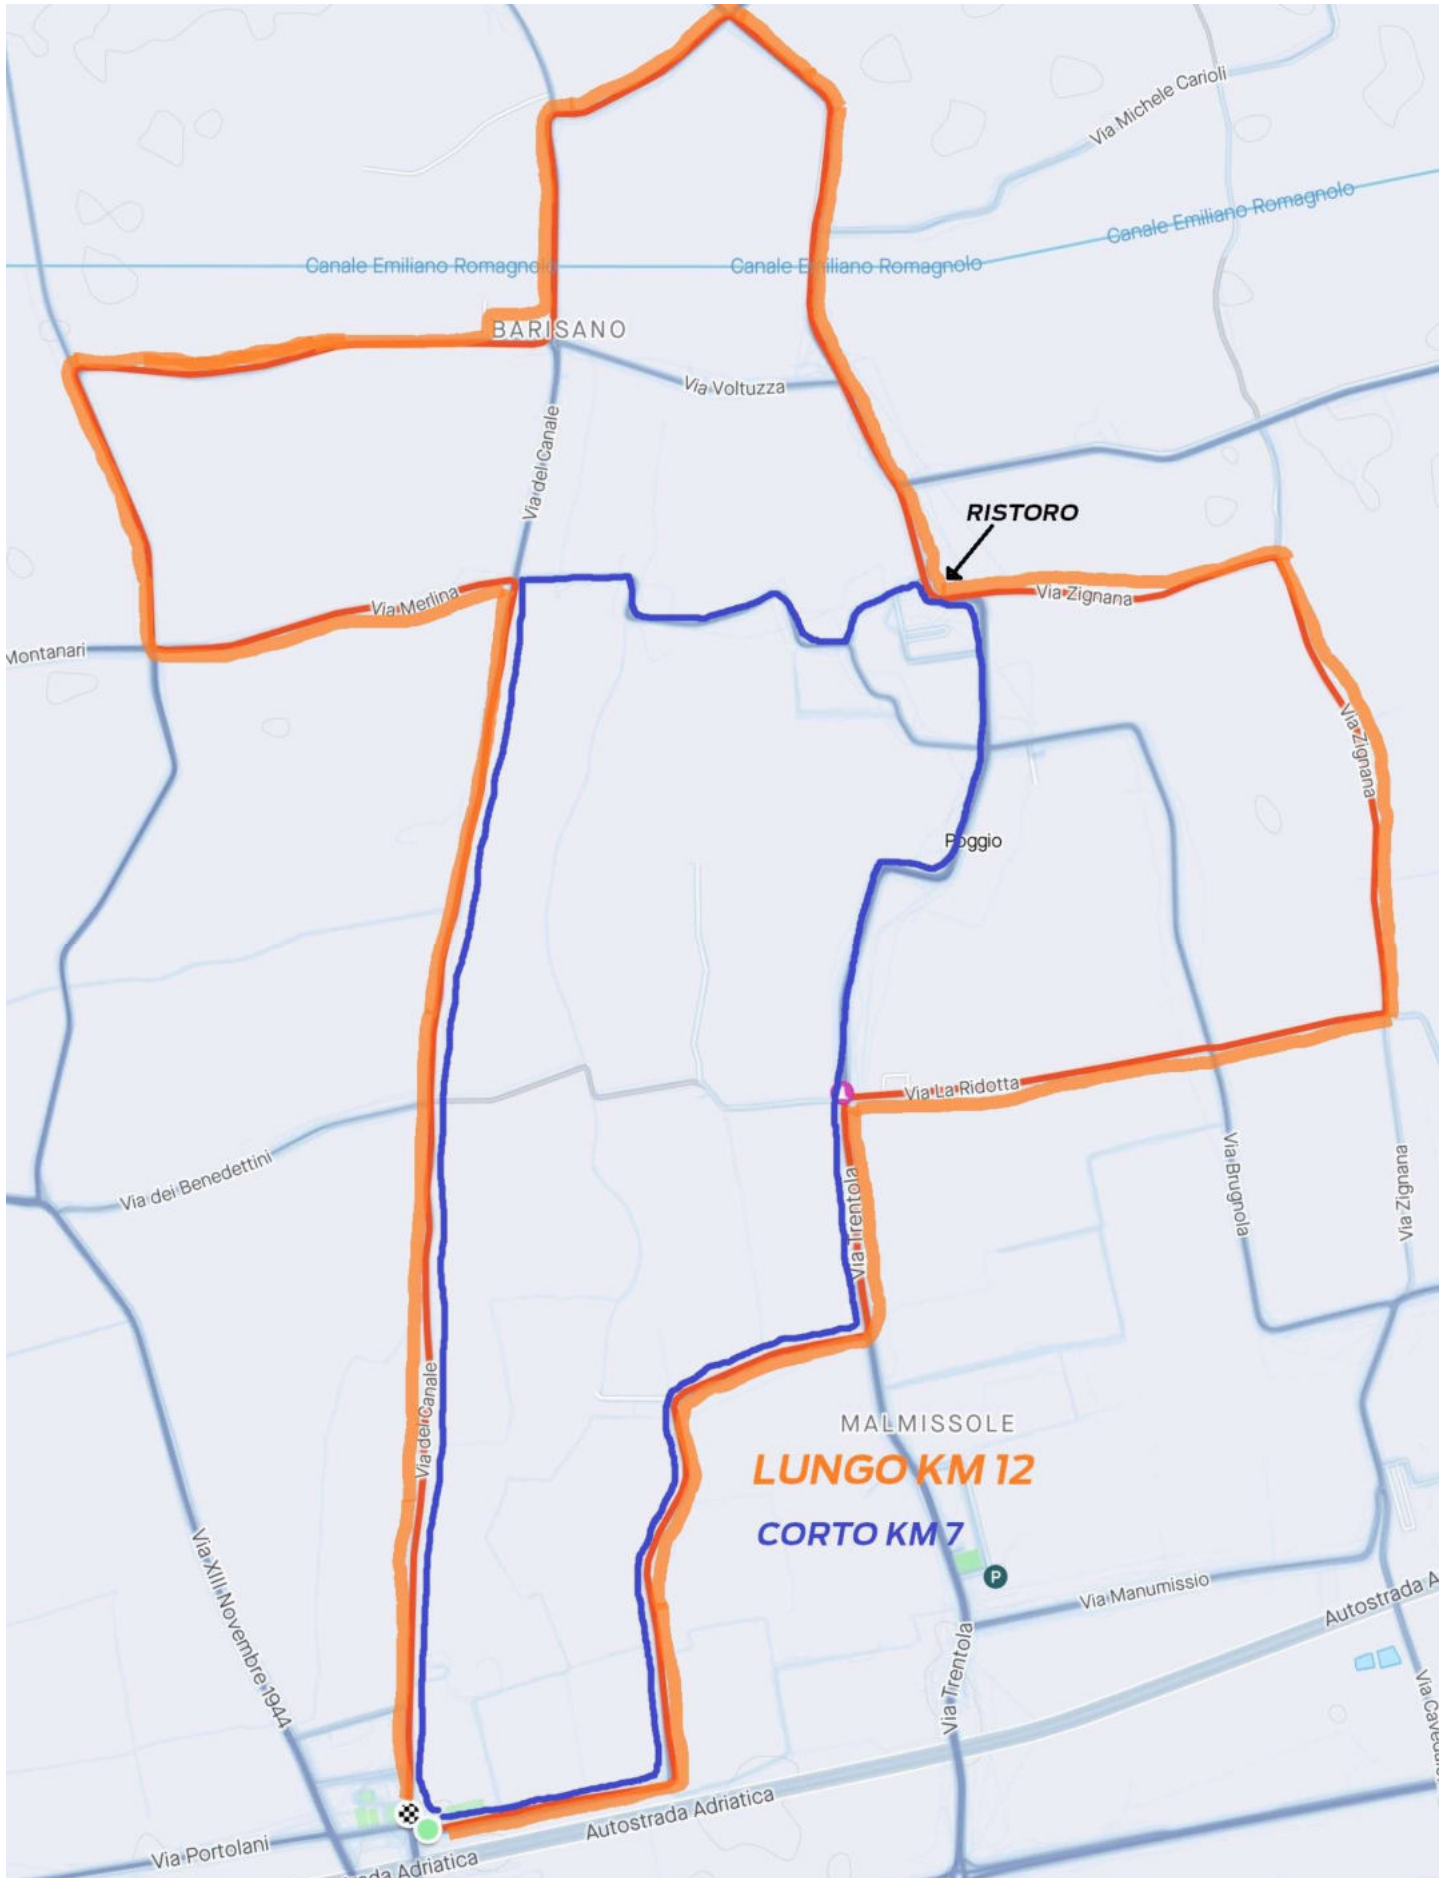 Via Michele Carioli
Canale Emiliano Romagnolo
Canale Emiliano Romagnolo
Canale Emiliano Romagnolo
BARISANO
Via Voltuzza
Via del Canale
RISTORO
Via Merlina
Via Zignana
Montanari
Via Zignana
Poggio
Via La Ridotta
Via dei Benedettini
Via Trentola
Via Brugnola
Via Zignana
Via del Canale
MALMISSOLE
LUNGO KM 12
CORTO KM 7
Via XIII Novembre 1944
P
Via Manumissio
Autostrada A
Via Trentola
Autostrada Adriatica
Via Portolani
da Adriatica